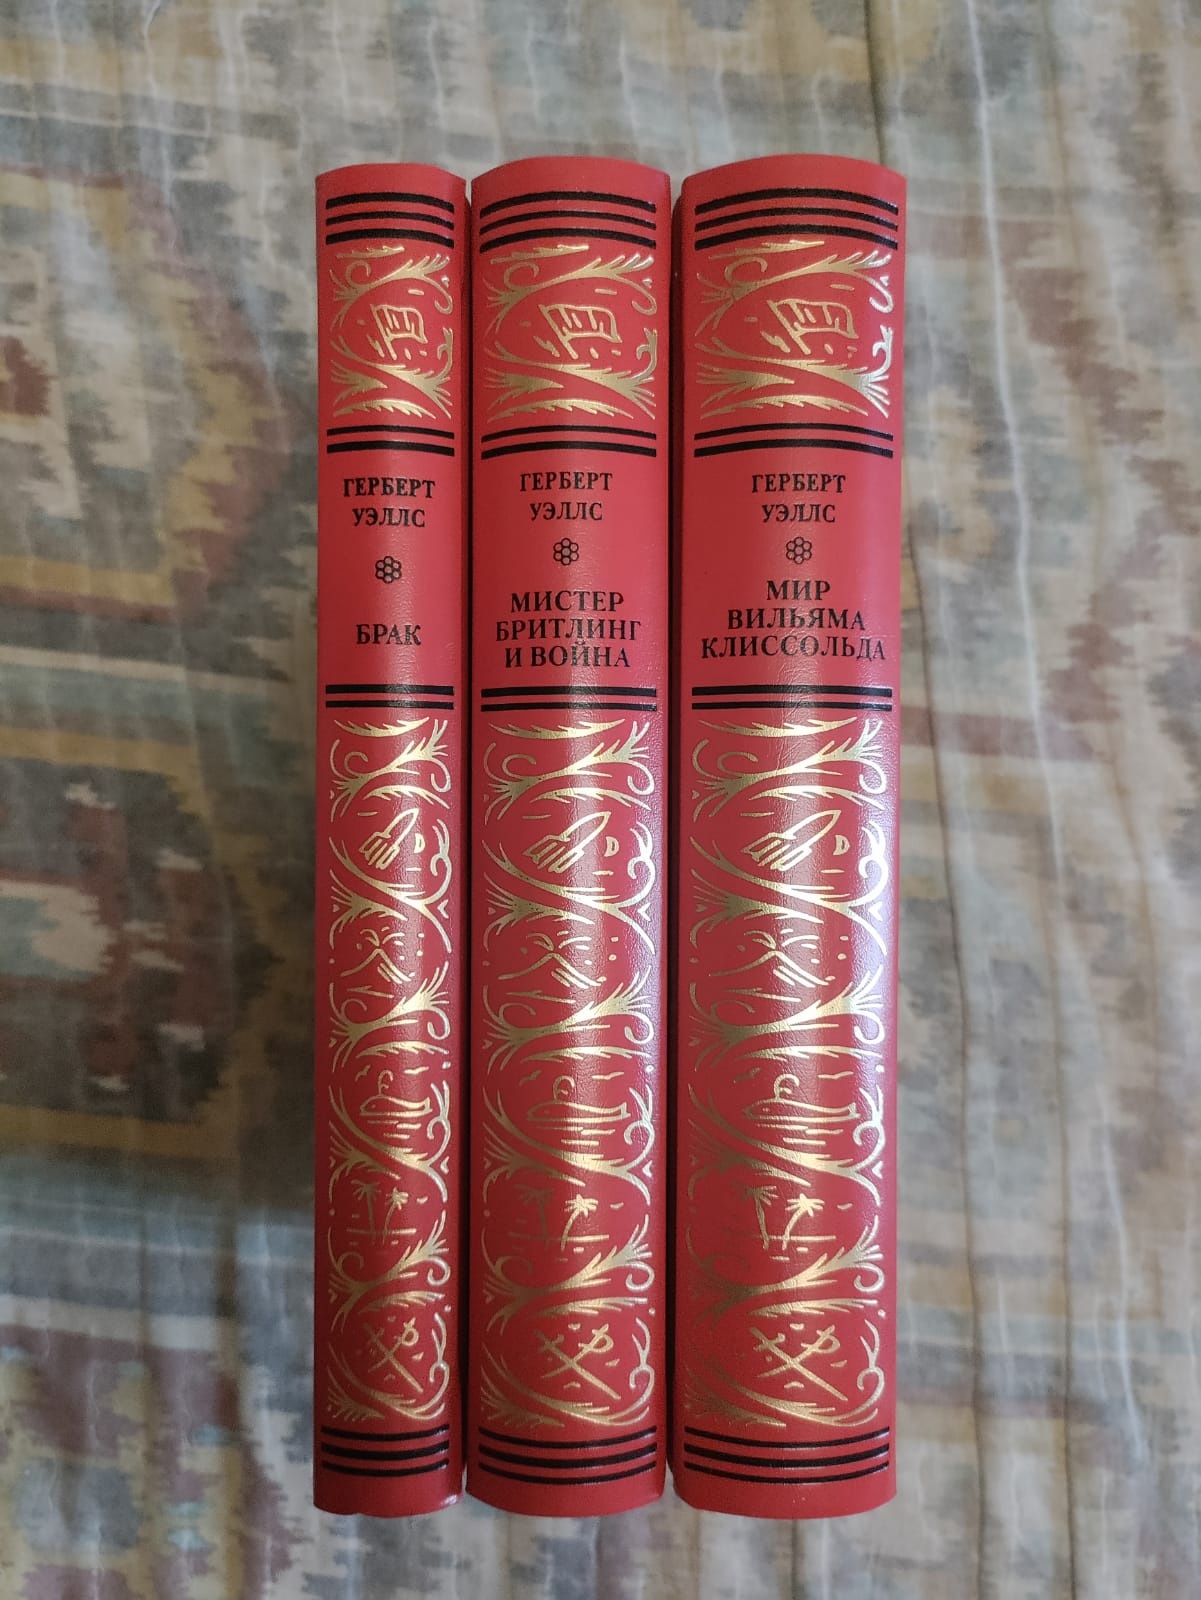 ГЕРБЕРТ
УЭЛЛС
БРАК
ГЕРБЕРТ
УЭЛЛС
МИСТЕР
БРИТЛИНГ
И ВОЙНА
ГЕРБЕРТ
УЭЛЛС
МИР
ВИЛЬЯМА
КЛИССОЛЬДА